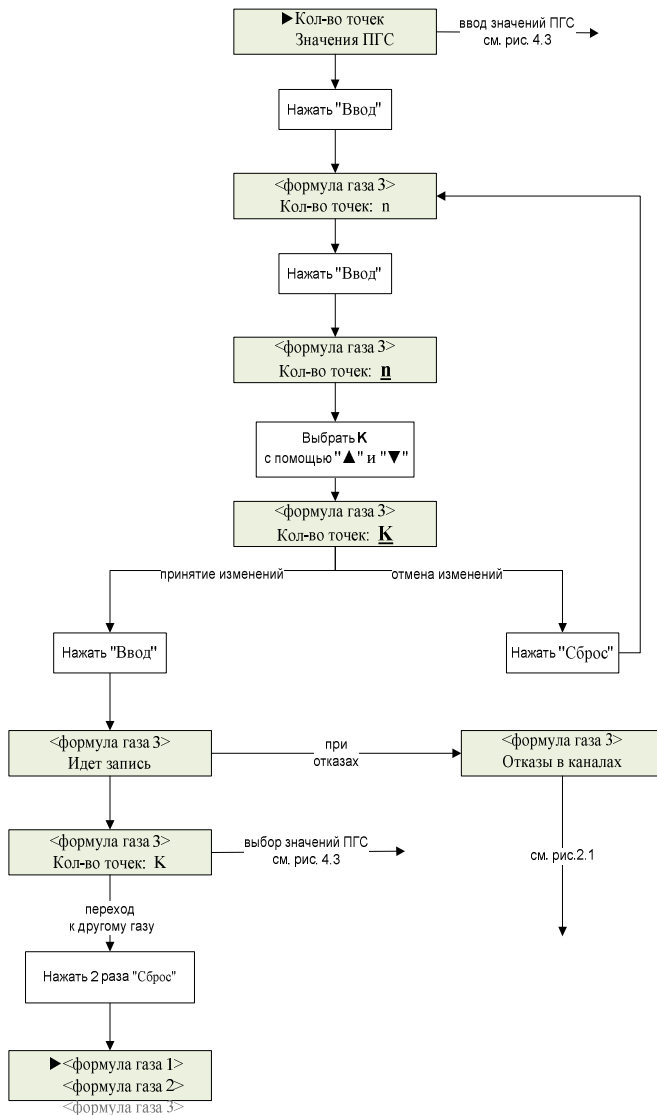 ▶Кол-во точек
Значения ПГС
ввод значений ПГС
см. рис. 4.3
Нажать "Ввод"
<формула газа 3>
Кол-во точек: n
Нажать "Ввод"
<формула газа 3>
Кол-во точек: n
Выбрать К
с помощью "▲" и "▼"
<формула газа 3>
Кол-во точек: K
принятие изменений
отмена изменений
Нажать "Ввод"
Нажать "Сброс"
<формула газа 3>
Идет запись
при
отказах
<формула газа 3>
Отказы в каналах
<формула газа 3>
Кол-во точек: K
выбор значений ПГС
см. рис. 4.3
см. рис.2.1
переход
к другому газу
Нажать 2 раза "Сброс"
▶<формула газа 1>
<формула газа 2>
<формула газа 3>